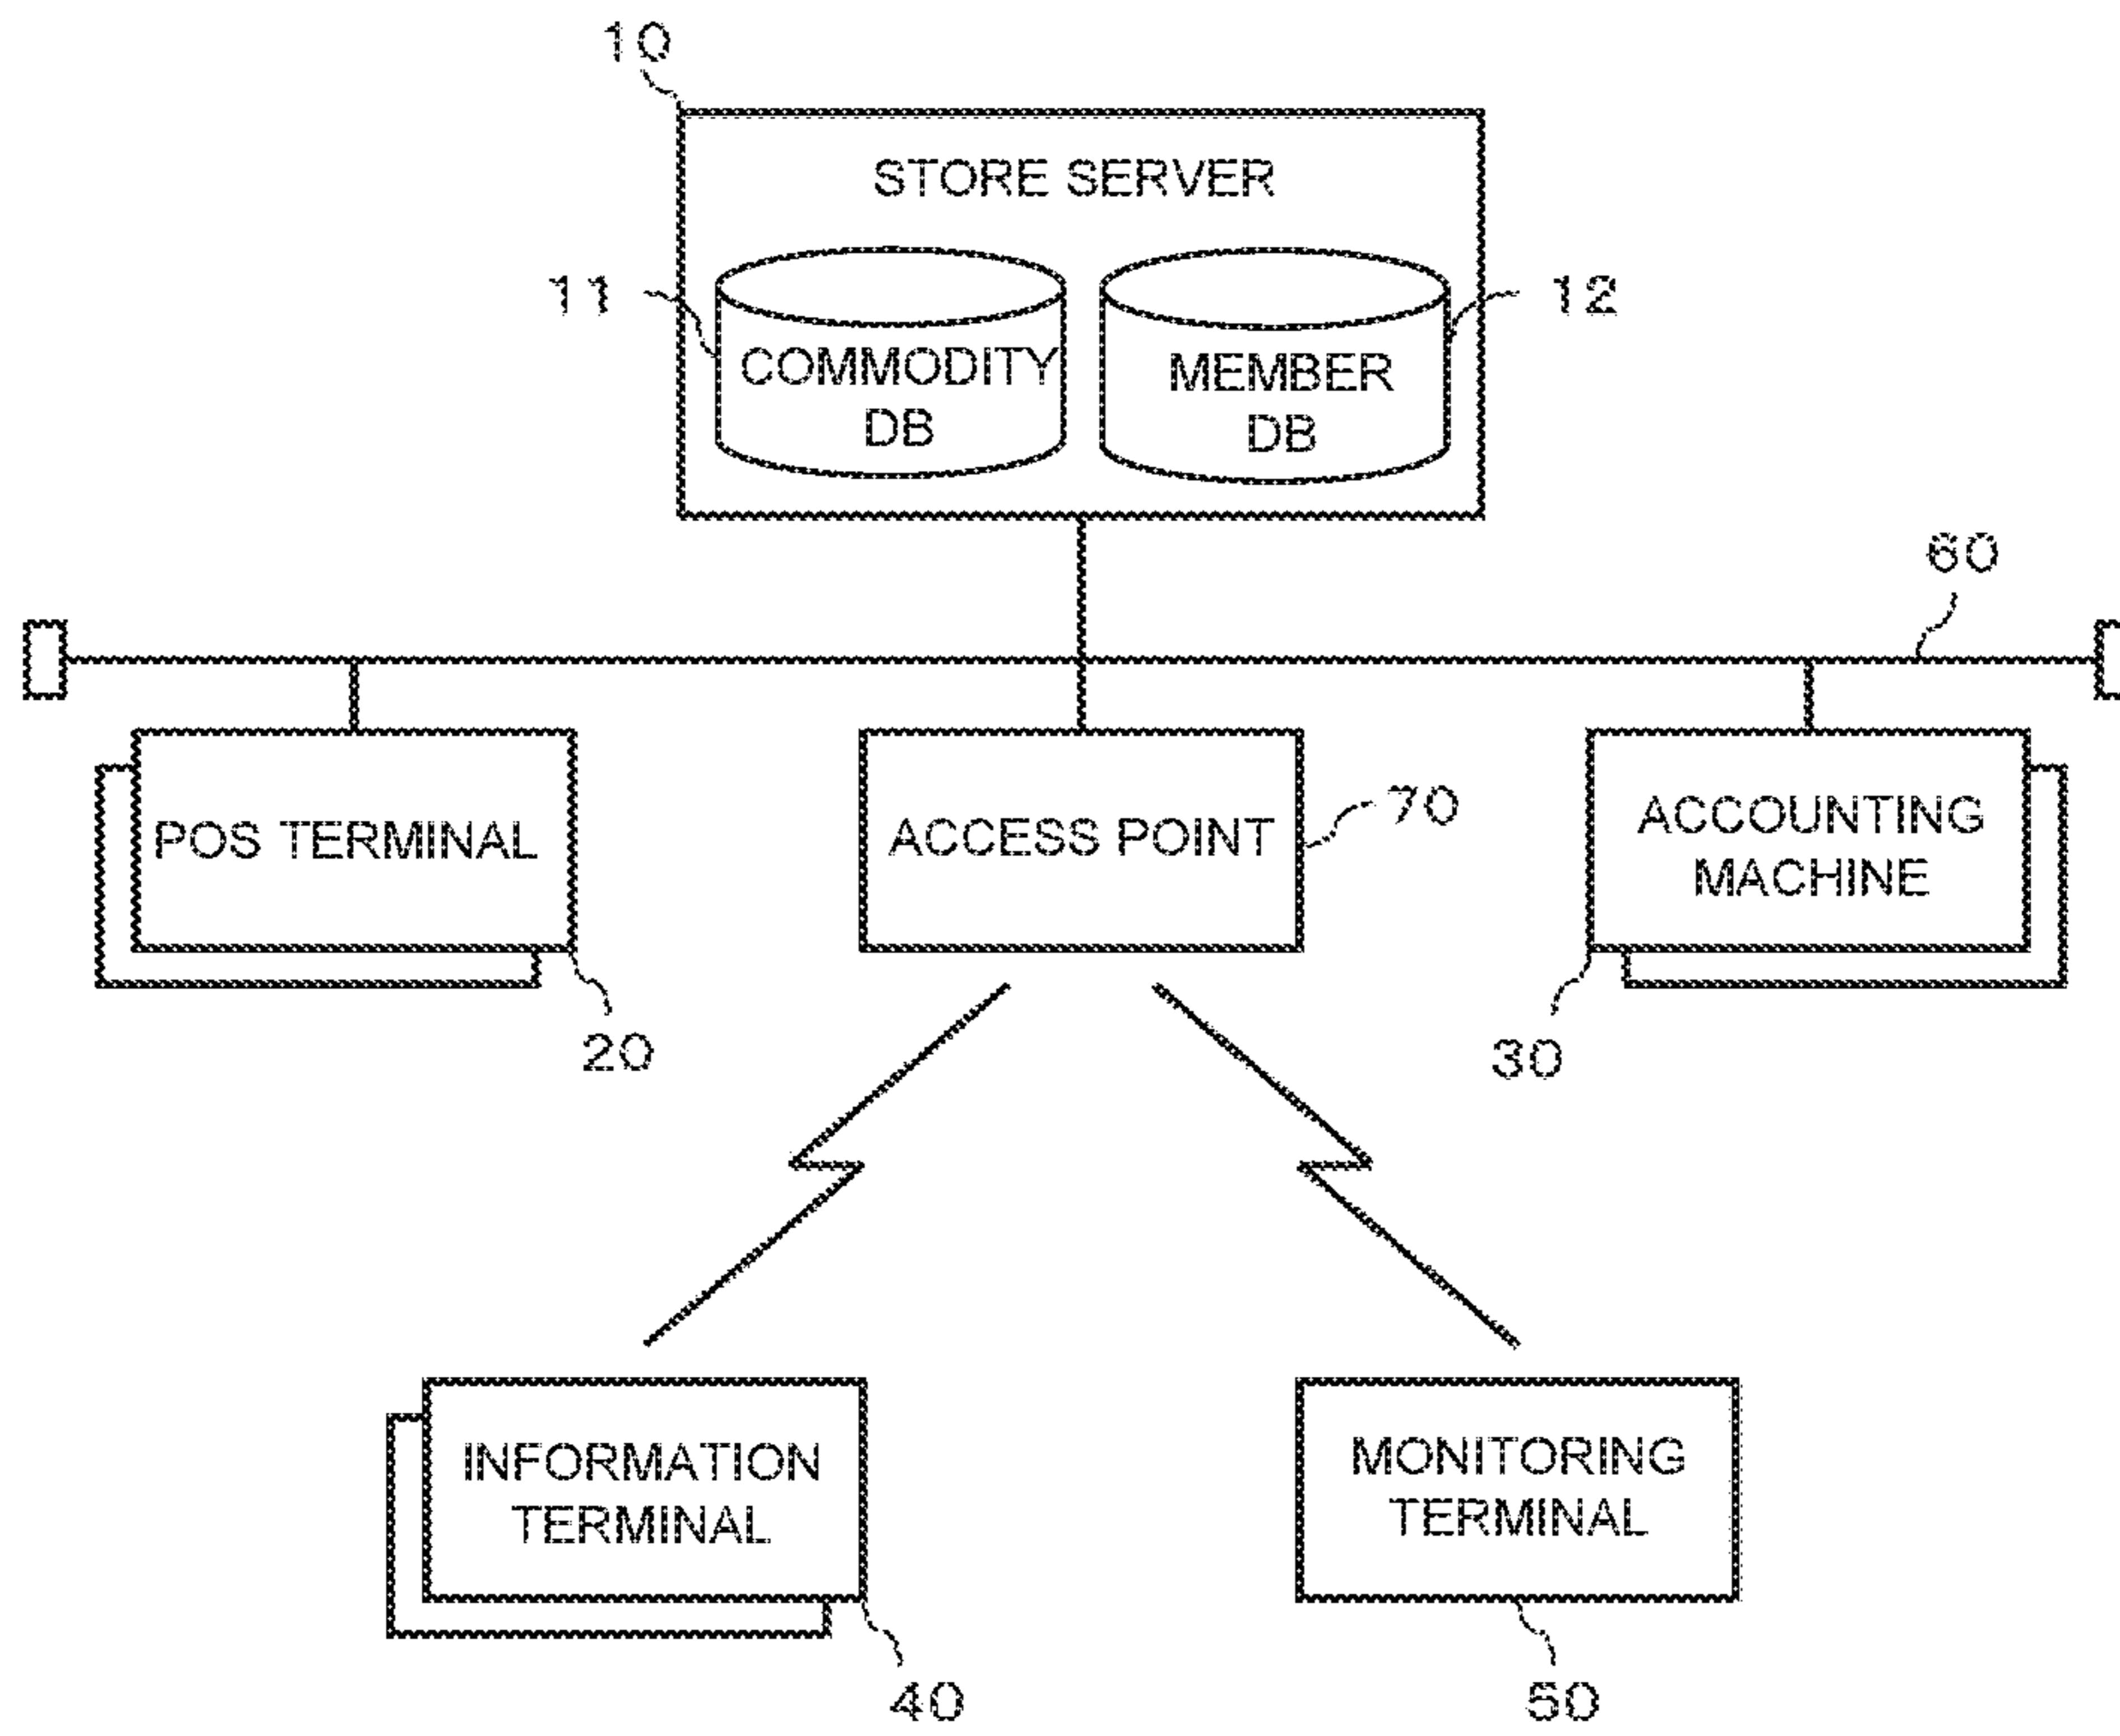 10
STORE SERVER
11
12
COMMODITY
DB
MEMBER
DB
60
POS TERMINAL
ACCESS POINT
70
ACCOUNTING
MACHINE
20
30
INFORMATION
TERMINAL
MONITORING
TERMINAL
40
50